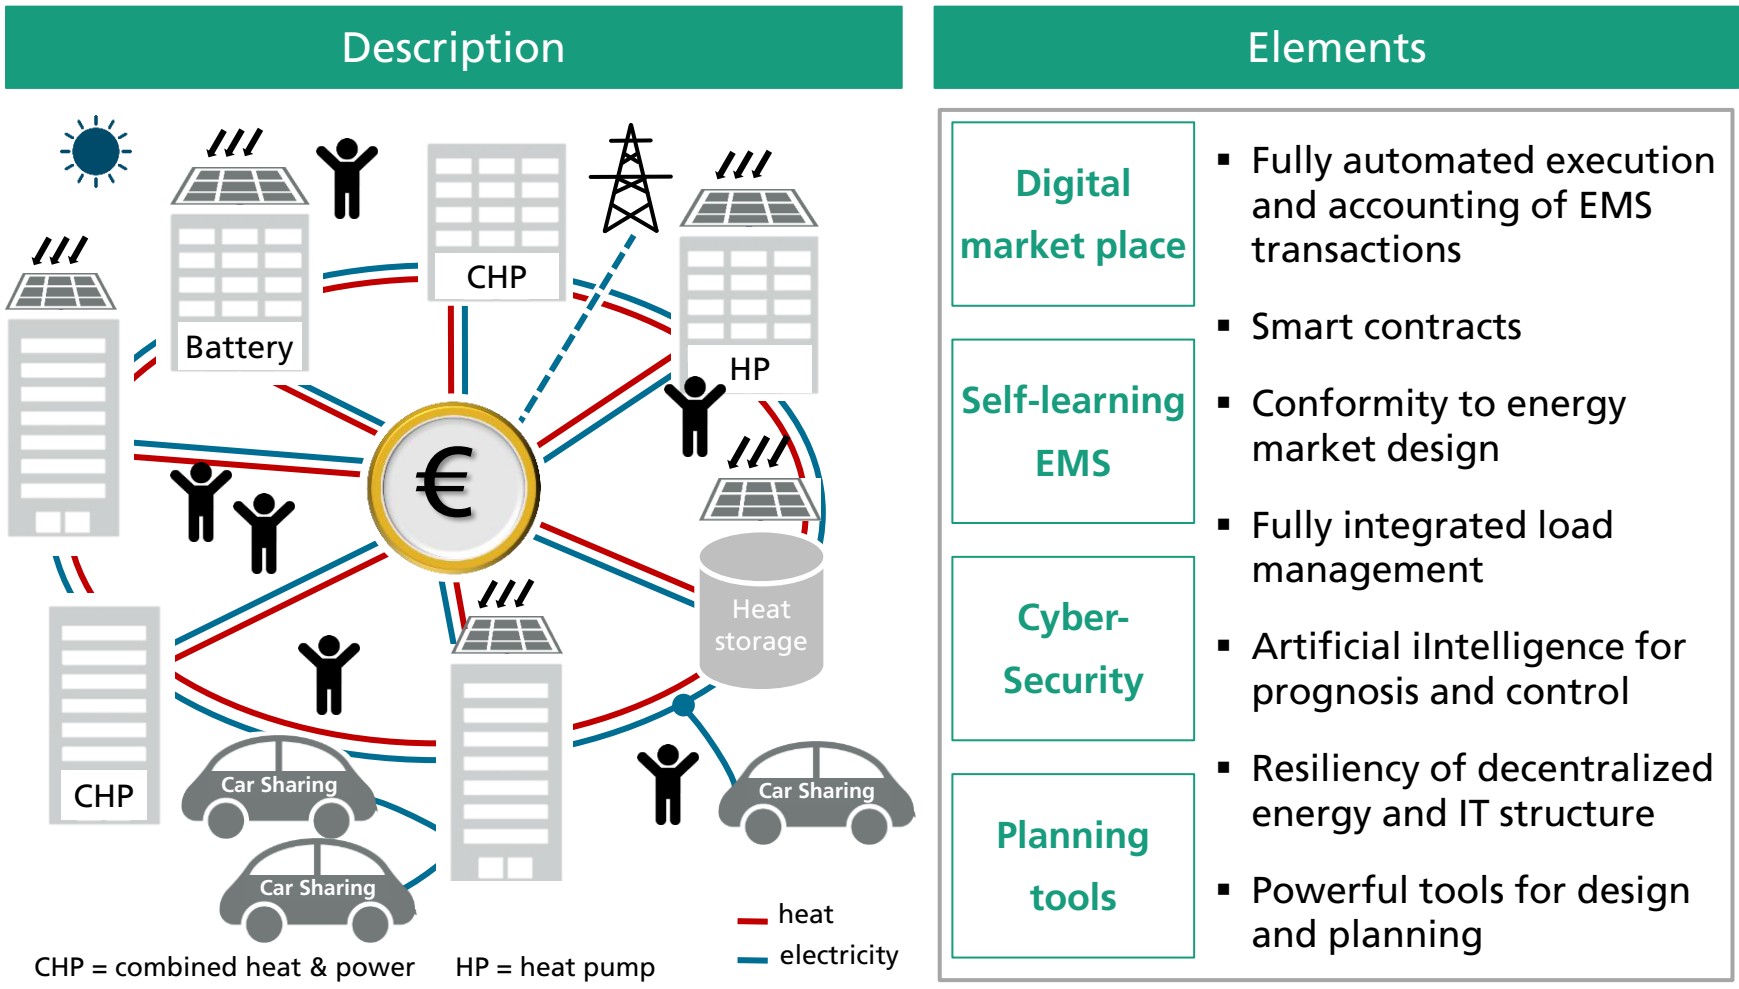 Description
CHP
Battery
HP
€
Heat
storage
CHP
Car Sharing
Car Sharing
Car Sharing
heat
electricity
CHP = combined heat & power
HP = heat pump
Elements
Digital
market place
Self-learning
EMS
Cyber-
Security
Planning
tools
▪ Fully automated execution
and accounting of EMS
transactions
▪ Smart contracts
▪ Conformity to energy
market design
▪ Fully integrated load
management
▪ Artificial iIntelligence for
prognosis and control
▪ Resiliency of decentralized
energy and IT structure
▪ Powerful tools for design
and planning